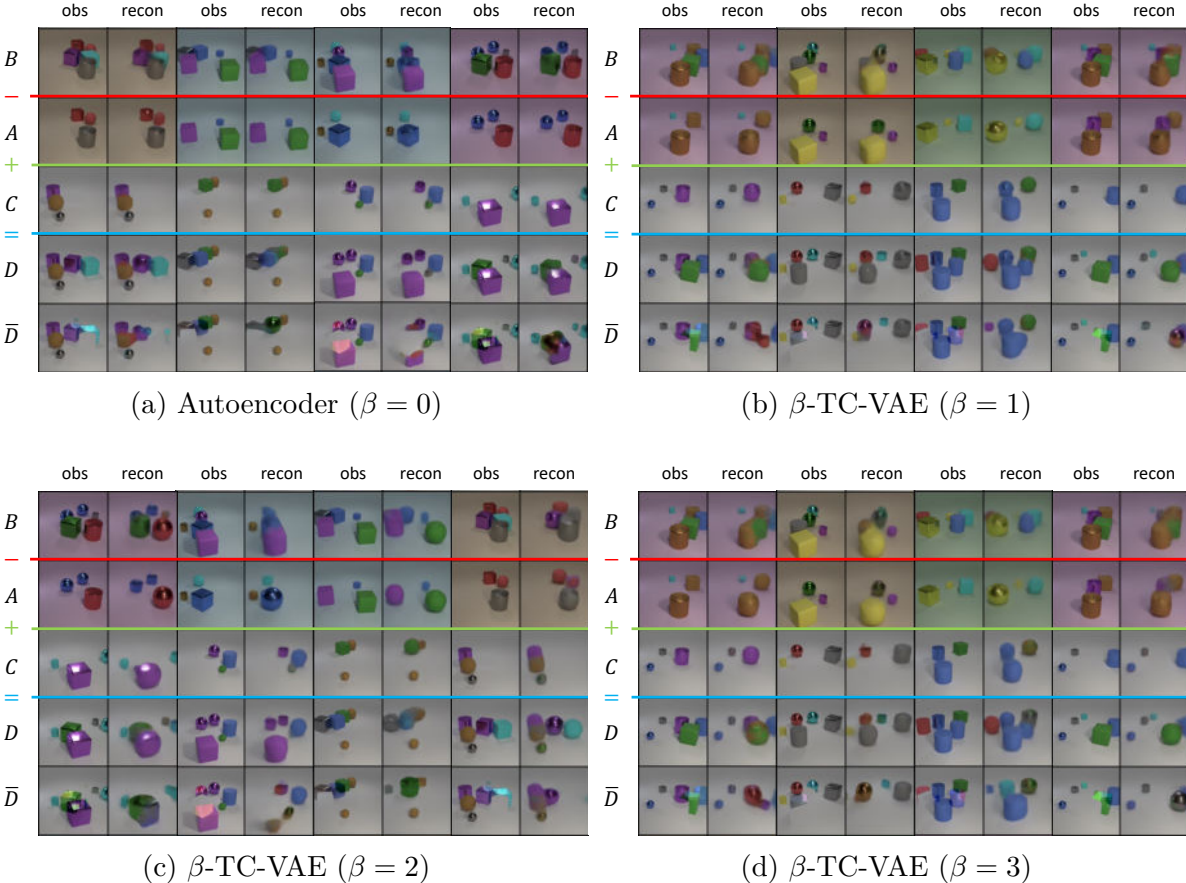 obs recon obs recon obs recon obs recon
B
−
A
+
C
=
D
D̅
(a) Autoencoder (β = 0)
obs recon obs recon obs recon obs recon
B
−
A
+
C
=
D
D̅
(b) β-TC-VAE (β = 1)
obs recon obs recon obs recon obs recon
B
−
A
+
C
=
D
D̅
(c) β-TC-VAE (β = 2)
obs recon obs recon obs recon obs recon
B
−
A
+
C
=
D
D̅
(d) β-TC-VAE (β = 3)